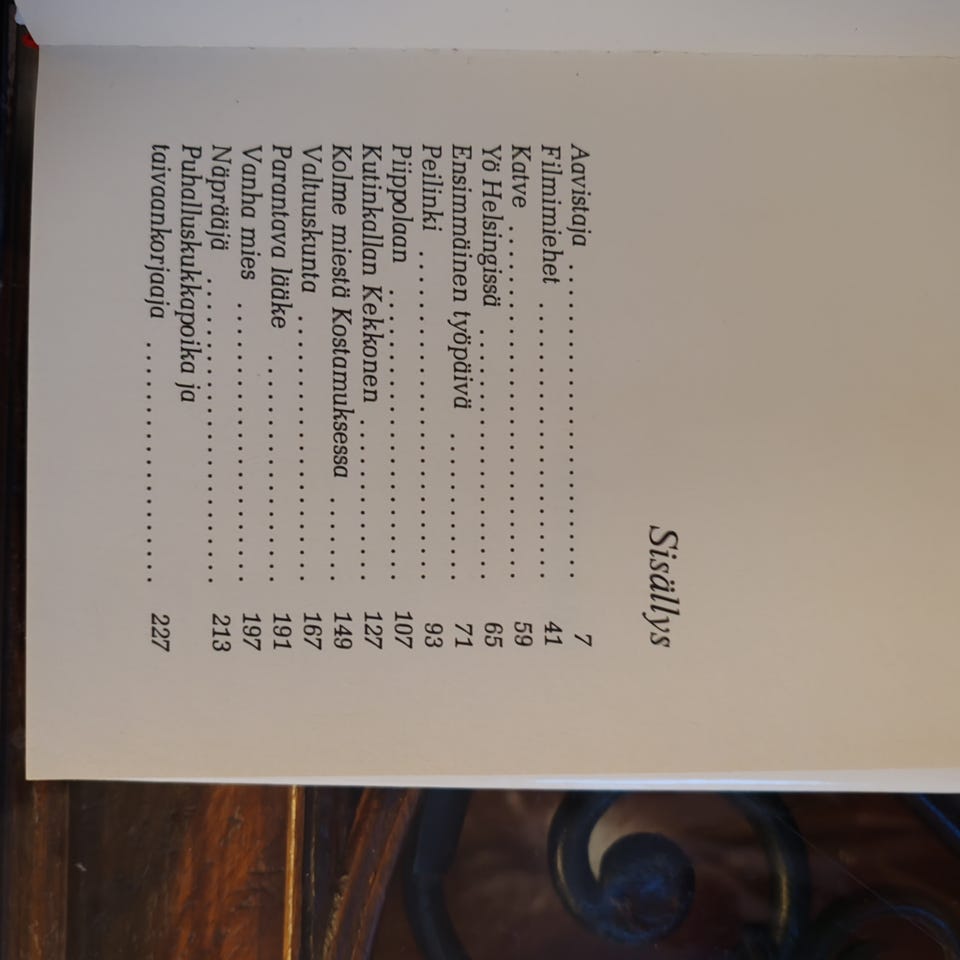 Sisällys
Aavistaja . . . . . . . . . . . . . . . . . . . . . . . . . 7
Filmimiehet . . . . . . . . . . . . . . . . . . . . . . 41
Katve . . . . . . . . . . . . . . . . . . . . . . . . . . . . 59
Yö Helsingissä . . . . . . . . . . . . . . . . . . . . 65
Ensimmäinen työpäivä . . . . . . . . . . . . 71
Peilinki . . . . . . . . . . . . . . . . . . . . . . . . . . 93
Piippolaan . . . . . . . . . . . . . . . . . . . . . . . 107
Kutinkallan Kekkonen . . . . . . . . . . . . 127
Kolme miestä Kostamuksessa . . . . . . 149
Valtuuskunta . . . . . . . . . . . . . . . . . . . . . 167
Parantava lääke . . . . . . . . . . . . . . . . . . 191
Vanha mies . . . . . . . . . . . . . . . . . . . . . . 197
Näprääjä . . . . . . . . . . . . . . . . . . . . . . . . 213
Puhalluskukkapoika ja
taivaankorjaaja . . . . . . . . . . . . . . . . . . 227